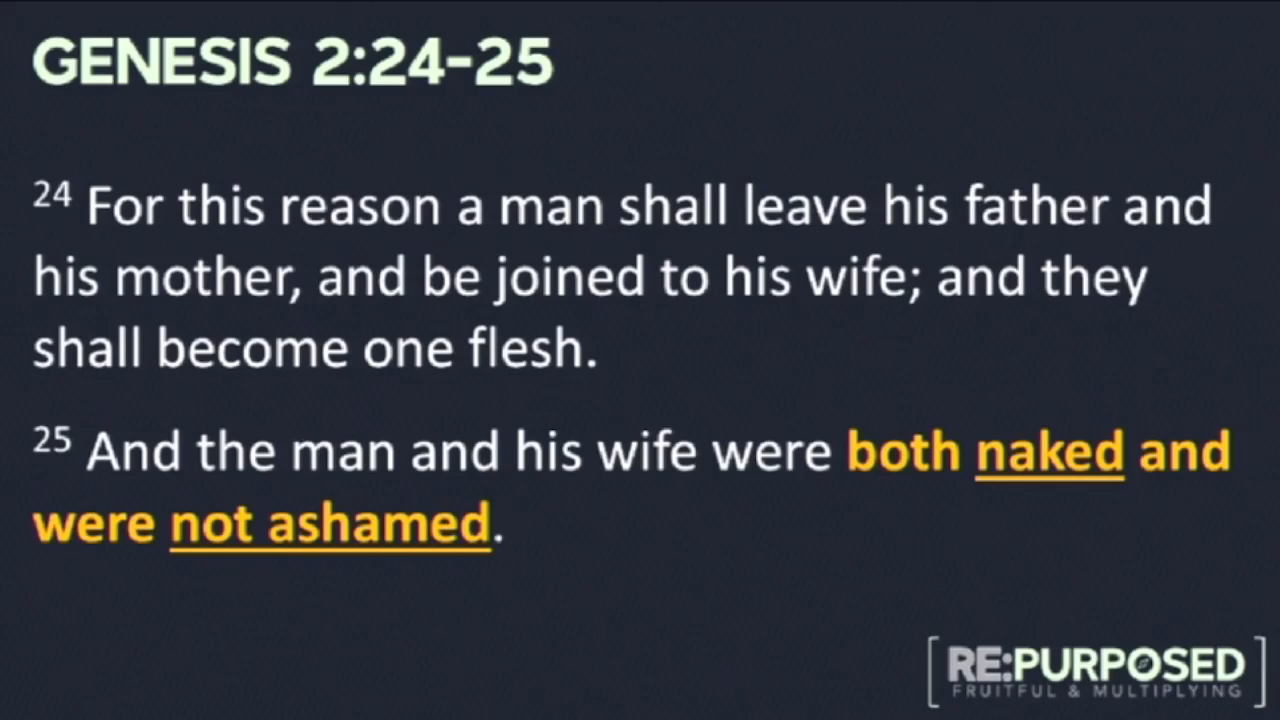 GENESIS 2:24-25
24 For this reason a man shall leave his father and
his mother, and be joined to his wife; and they
shall become one flesh.
25 And the man and his wife were both naked and
were not ashamed.
[RE:PURPOSED]
FRUITFUL & MULTIPLYING